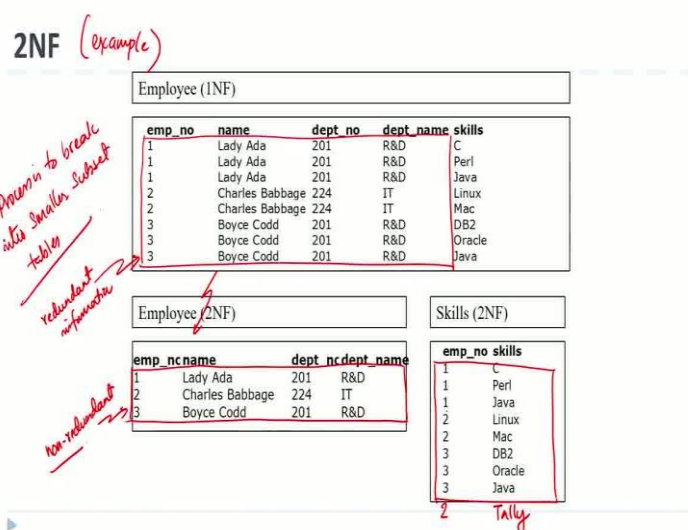 2NF (example)
Employee (1NF)
emp_no name dept_no dept_name skills
1 Lady Ada 201 R&D C
1 Lady Ada 201 R&D Perl
1 Lady Ada 201 R&D Java
2 Charles Babbage 224 IT Linux
2 Charles Babbage 224 IT Mac
3 Boyce Codd 201 R&D DB2
3 Boyce Codd 201 R&D Oracle
3 Boyce Codd 201 R&D Java
to break
into smaller subset
tables
redundant
information
Employee (2NF)
emp_nc name dept_nc dept_name
1 Lady Ada 201 R&D
2 Charles Babbage 224 IT
3 Boyce Codd 201 R&D
non-redundant
Skills (2NF)
emp_no skills
1 C
1 Perl
1 Java
2 Linux
2 Mac
3 DB2
3 Oracle
3 Java
2 Tally